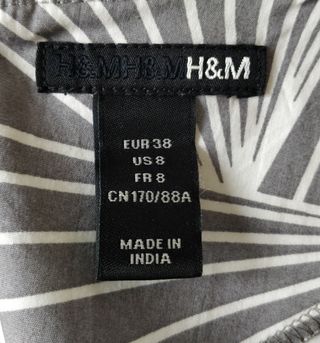 H&MH&MH&M
EUR 38
US 8
FR 8
CN170/88A
MADE IN
INDIA